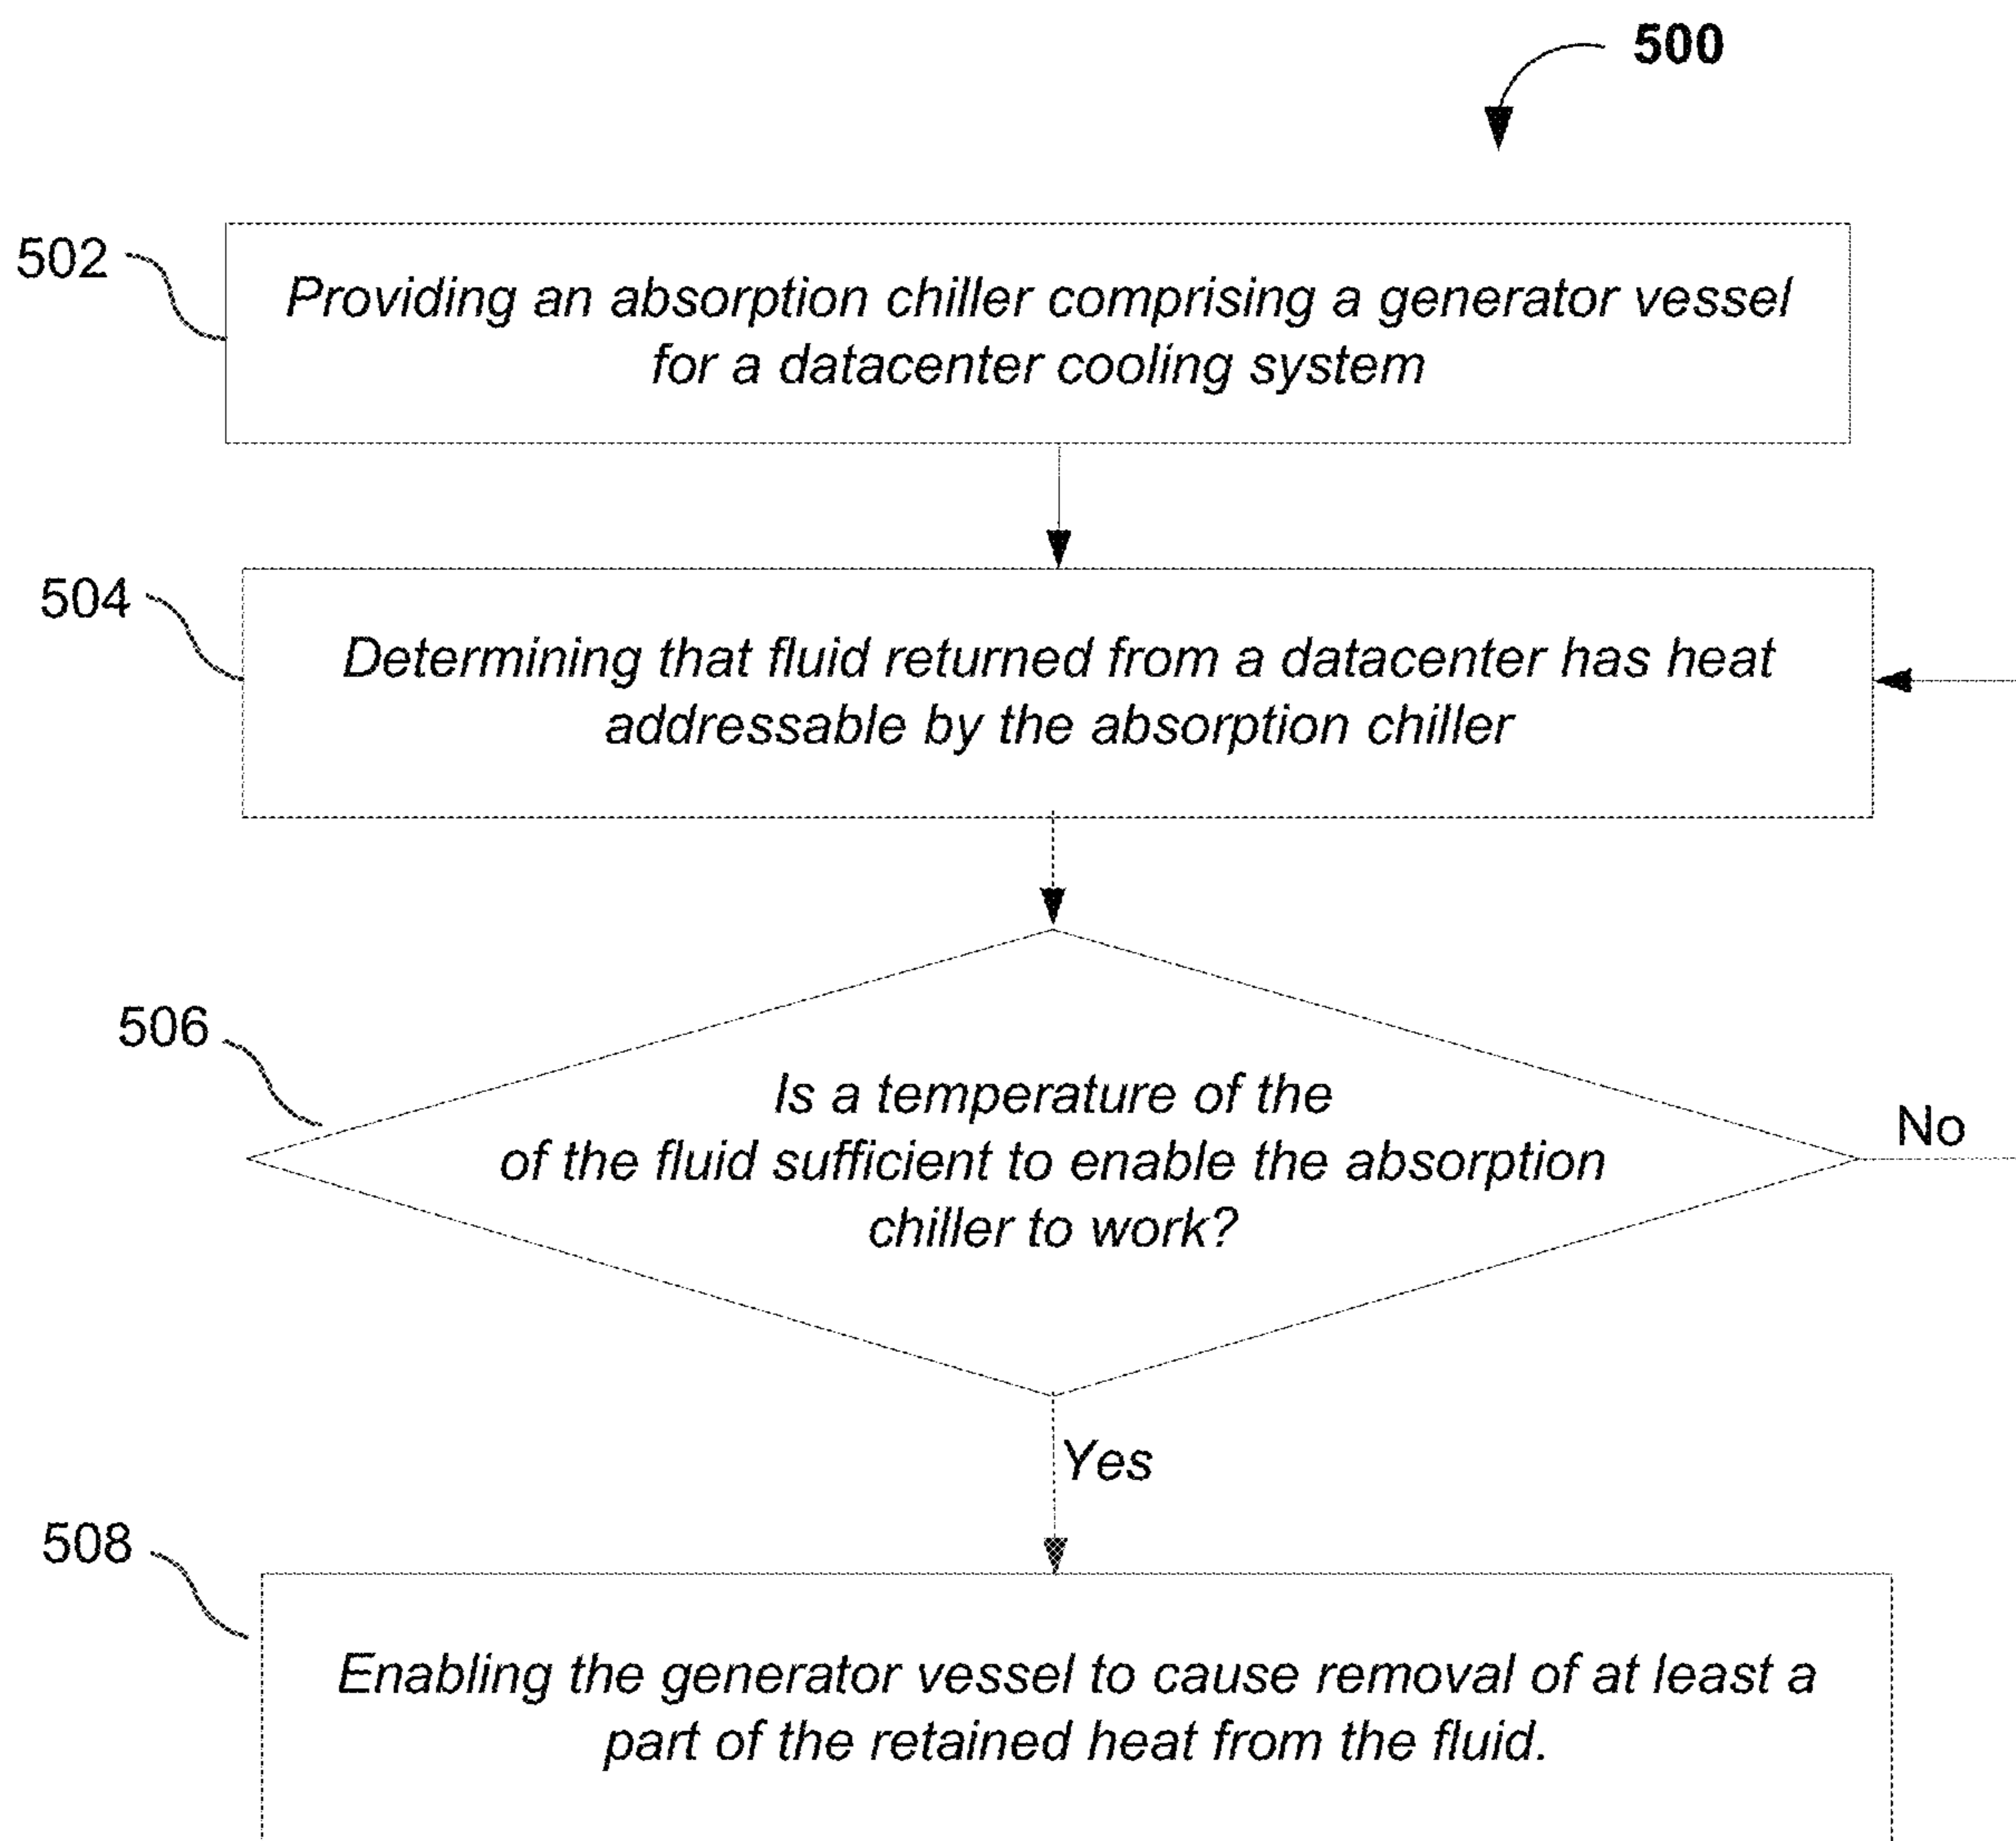 500
502
Providing an absorption chiller comprising a generator vessel
for a datacenter cooling system
504
Determining that fluid returned from a datacenter has heat
addressable by the absorption chiller
506
Is a temperature of the
of the fluid sufficient to enable the absorption
chiller to work?
No
Yes
508
Enabling the generator vessel to cause removal of at least a
part of the retained heat from the fluid.